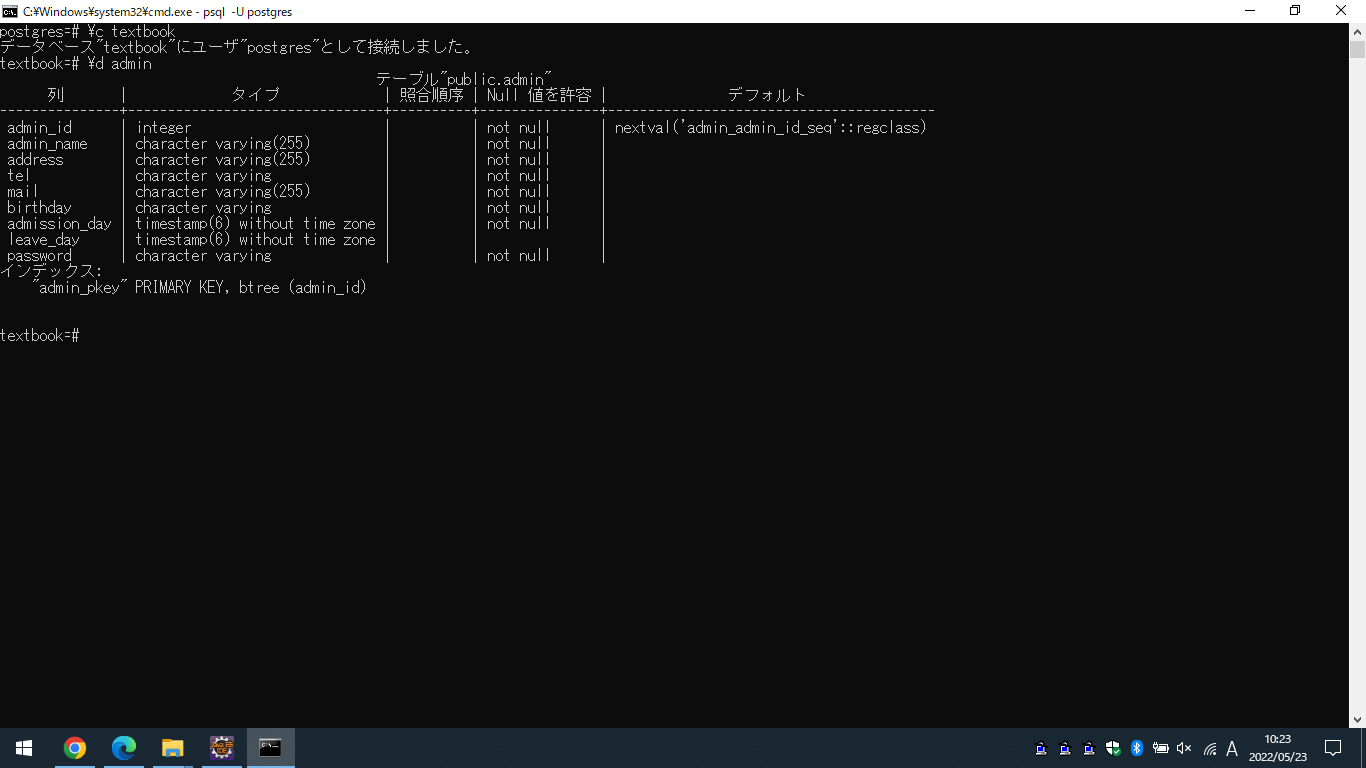 C:¥Windows¥system32¥cmd.exe - psql  -U postgres
postgres=# ¥c textbook
データベース"textbook"にユーザ"postgres"として接続しました。
textbook=# ¥d admin
                                               テーブル"public.admin"
      列       |             タイプ             | 照合順序 | Null 値を許容 |               デフォルト
---------------+--------------------------------+----------+---------------+-----------------------------------------
 admin_id      | integer                        |          | not null      | nextval('admin_admin_id_seq'::regclass)
 admin_name    | character varying(255)         |          | not null      |
 address       | character varying(255)         |          | not null      |
 tel           | character varying              |          | not null      |
 mail          | character varying(255)         |          | not null      |
 birthday      | character varying              |          | not null      |
 admission_day | timestamp(6) without time zone |          | not null      |
 leave_day     | timestamp(6) without time zone |          |               |
 password      | character varying              |          | not null      |
インデックス:
    "admin_pkey" PRIMARY KEY, btree (admin_id)
textbook=#
A
10:23
2022/05/23